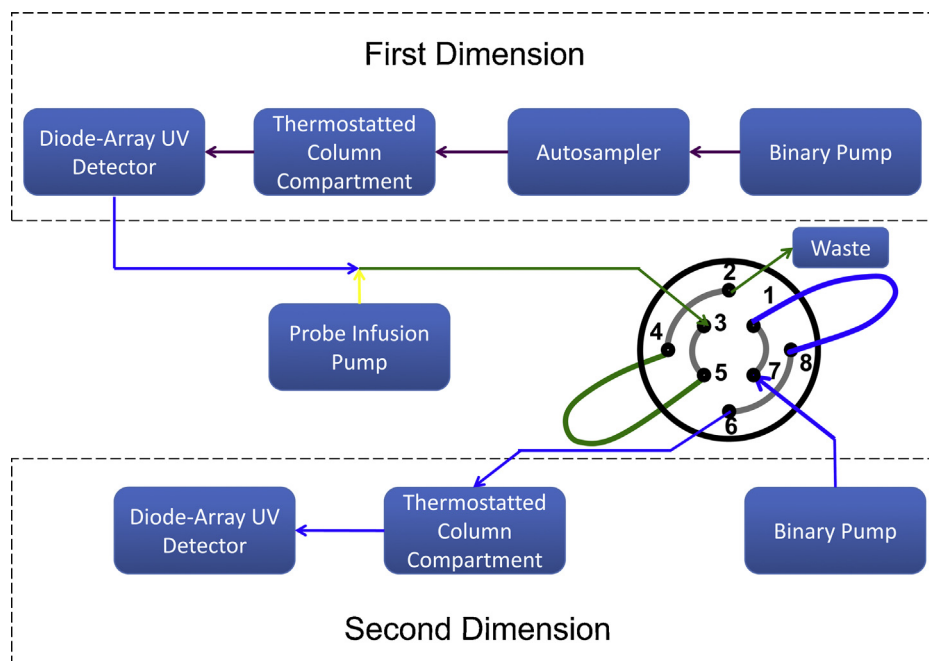 First Dimension
Diode-Array UV
Detector
Thermostatted
Column
Compartment
Autosampler
Binary Pump
Waste
2
1
3
4
Probe Infusion
Pump
5
7
8
6
Diode-Array UV
Detector
Thermostatted
Column
Compartment
Binary Pump
Second Dimension